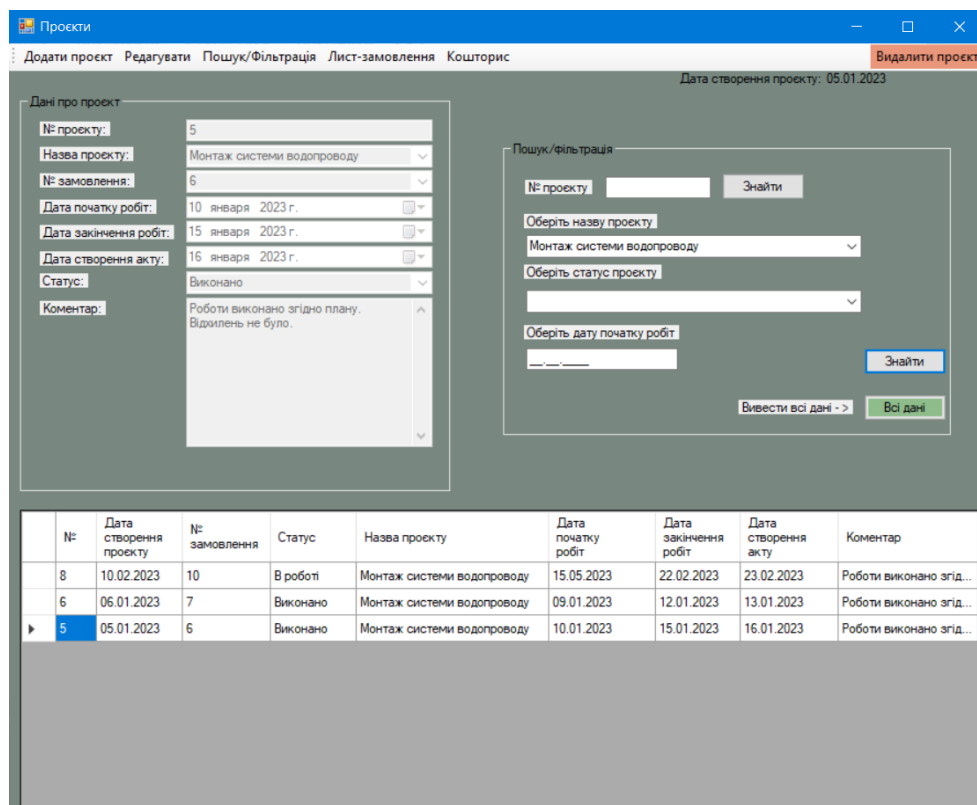 Проєкти
Додати проєкт Редагувати Пошук/Фільтрація Лист-замовлення Кошторис Видалити проєкт
Дата створення проєкту: 05.01.2023
Дані про проєкт
№ проєкту: 5
Назва проєкту: Монтаж системи водопроводу
№ замовлення: 6
Дата початку робіт: 10 января 2023 г.
Дата закінчення робіт: 15 января 2023 г.
Дата створення акту: 16 января 2023 г.
Статус: Виконано
Коментар: Роботи виконано згідно плану.
Відхилень не було.
Пошук/фільтрація
№ проєкту Знайти
Оберіть назву проєкту
Монтаж системи водопроводу
Оберіть статус проєкту
Оберіть дату початку робіт
__.__.____
Знайти
Вивести всі дані - > Всі дані
№ Дата створення проєкту № замовлення Статус Назва проєкту Дата початку робіт Дата закінчення робіт Дата створення акту Коментар
8 10.02.2023 10 В роботі Монтаж системи водопроводу 15.05.2023 22.02.2023 23.02.2023 Роботи виконано згід...
6 06.01.2023 7 Виконано Монтаж системи водопроводу 09.01.2023 12.01.2023 13.01.2023 Роботи виконано згід...
5 05.01.2023 6 Виконано Монтаж системи водопроводу 10.01.2023 15.01.2023 16.01.2023 Роботи виконано згід...